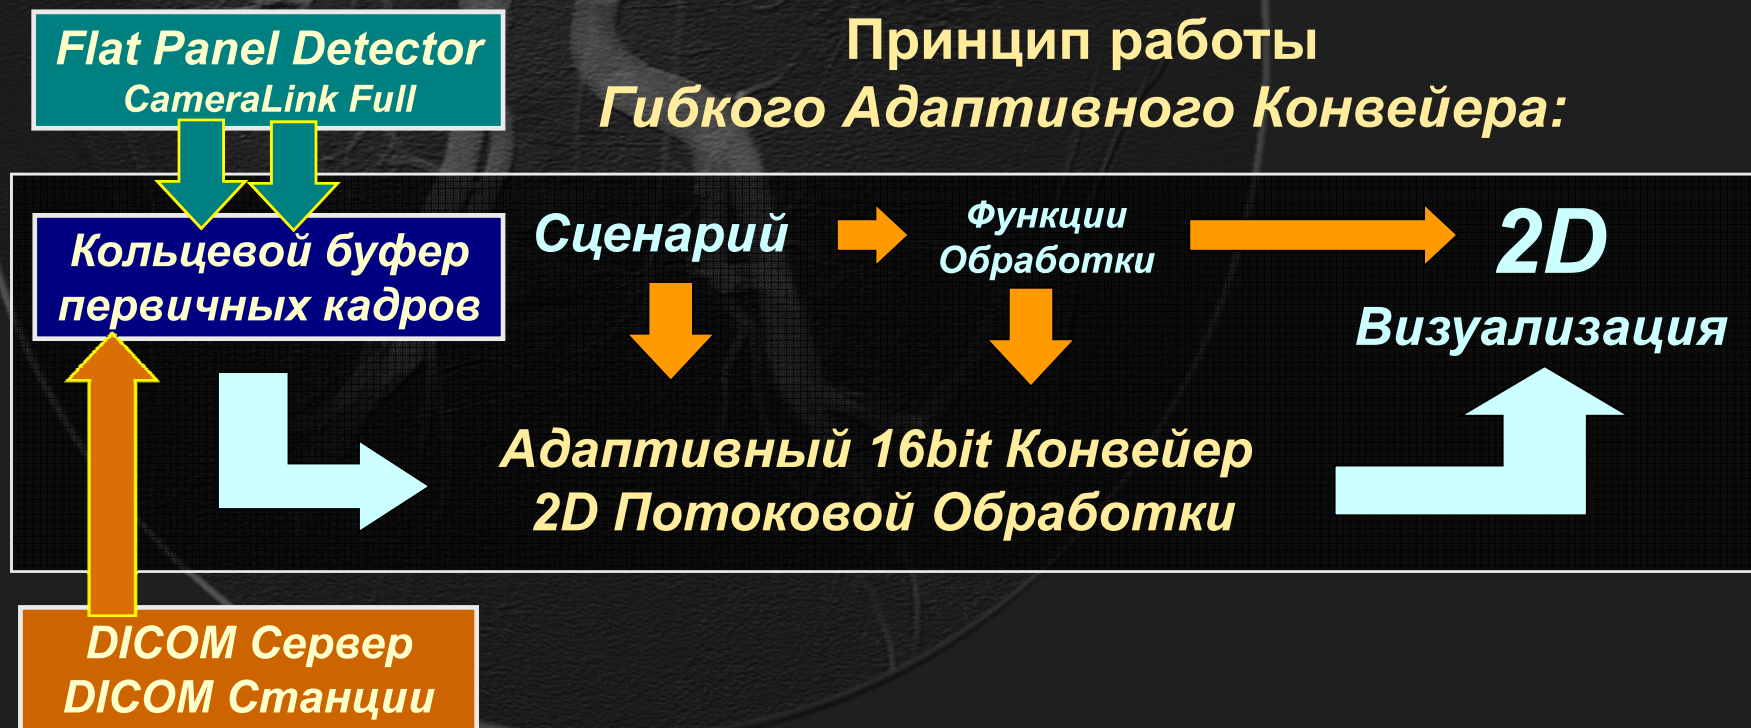 Flat Panel Detector
CameraLink Full
Принцип работы
Гибкого Адаптивного Конвейера:
Кольцевой буфер
первичных кадров
Сценарий
Функции
Обработки
2D
Визуализация
Адаптивный 16bit Конвейер
2D Потоковой Обработки
DICOM Сервер
DICOM Станции